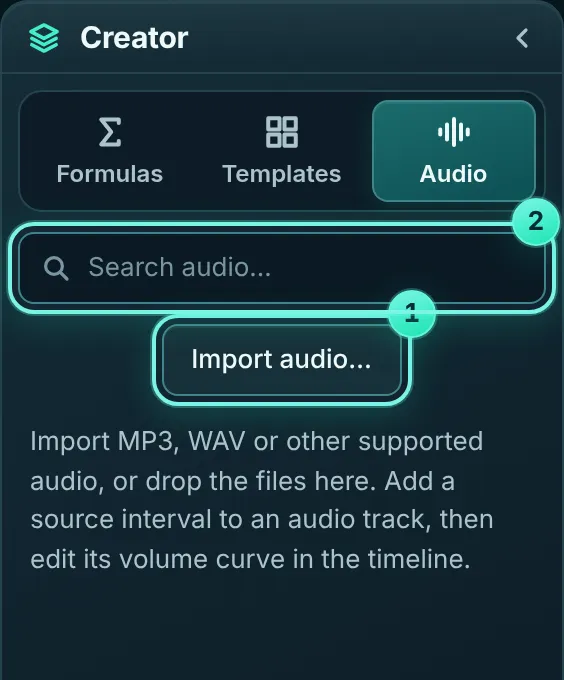 Creator
Formulas
Templates
Audio
2
Search audio...
1
Import audio...
Import MP3, WAV or other supported
audio, or drop the files here. Add a
source interval to an audio track, then
edit its volume curve in the timeline.